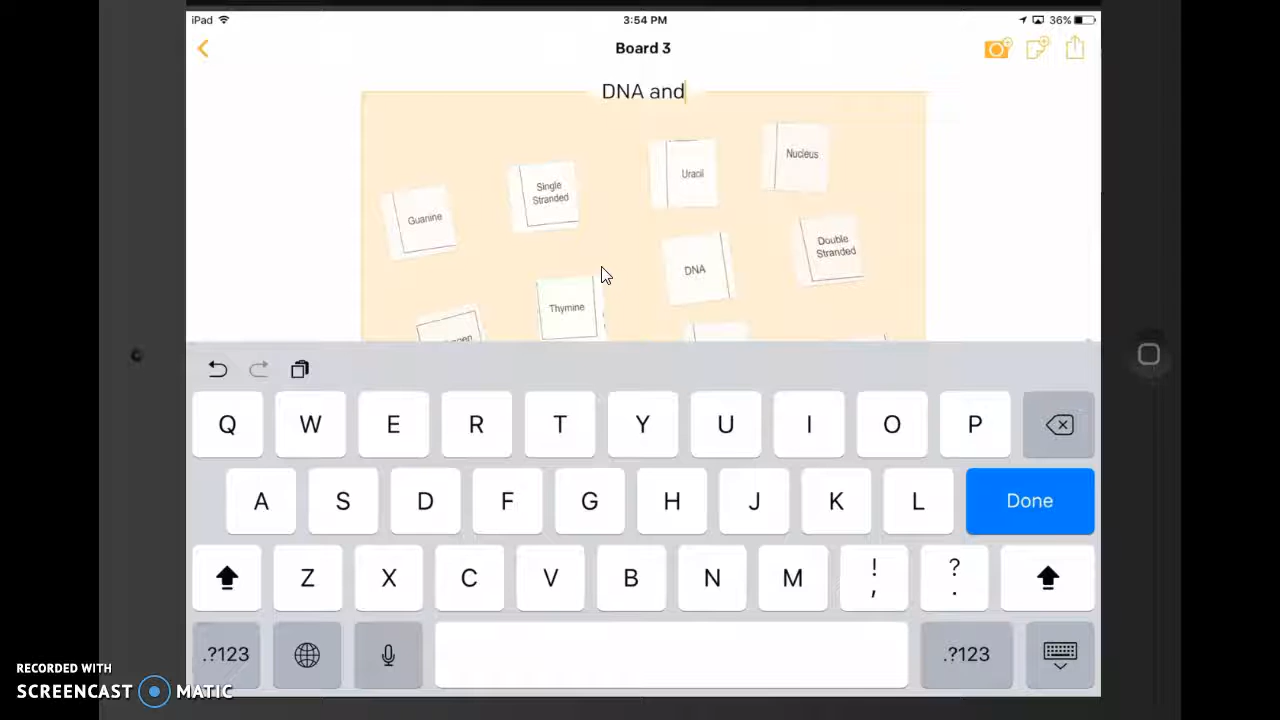 iPad
3:54 PM
36%
Board 3
DNA and
Nucleus
Uracil
Single
Stranded
Guanine
Double
Stranded
DNA
Thymine
Q W E R T Y U I O P
A S D F G H J K L Done
Z X C V B N M ! , ? .
.?123
.?123
RECORDED WITH
SCREENCAST MATIC